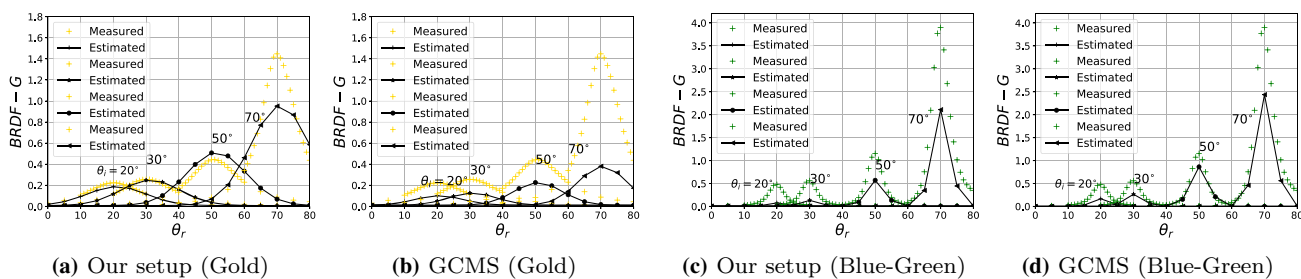 1.8
1.6
1.4
1.2
1.0
0.8
0.6
0.4
0.2
0.0
BRDF − G
Measured
Estimated
Measured
Estimated
Measured
Estimated
Measured
Estimated
θi = 20°
30°
50°
70°
0 10 20 30 40 50 60 70 80
θr
(a) Our setup (Gold)
1.8
1.6
1.4
1.2
1.0
0.8
0.6
0.4
0.2
0.0
BRDF − G
Measured
Estimated
Measured
Estimated
Measured
Estimated
Measured
Estimated
θi = 20°
30°
50°
70°
0 10 20 30 40 50 60 70 80
θr
(b) GCMS (Gold)
4.0
3.5
3.0
2.5
2.0
1.5
1.0
0.5
0.0
BRDF − G
Measured
Estimated
Measured
Estimated
Measured
Estimated
Measured
Estimated
θi = 20°
30°
50°
70°
0 10 20 30 40 50 60 70 80
θr
(c) Our setup (Blue-Green)
4.0
3.5
3.0
2.5
2.0
1.5
1.0
0.5
0.0
BRDF − G
Measured
Estimated
Measured
Estimated
Measured
Estimated
Measured
Estimated
θi = 20°
30°
50°
70°
0 10 20 30 40 50 60 70 80
θr
(d) GCMS (Blue-Green)